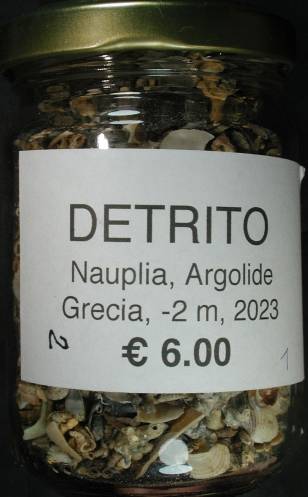 DETRITO
Nauplia, Argolide
Grecia, -2 m, 2023
€ 6.00
2
1